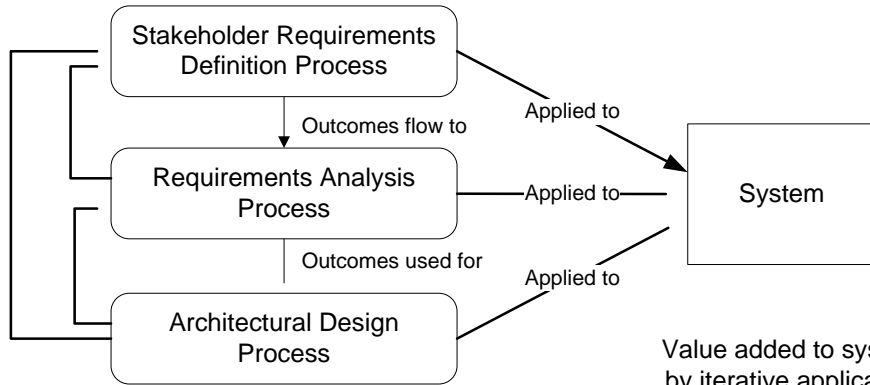 Stakeholder Requirements
Definition Process
Applied to
Outcomes flow to
Requirements Analysis
Process
Applied to
System
Outcomes used for
Applied to
Architectural Design
Process
Value added to sys
by iterative applica